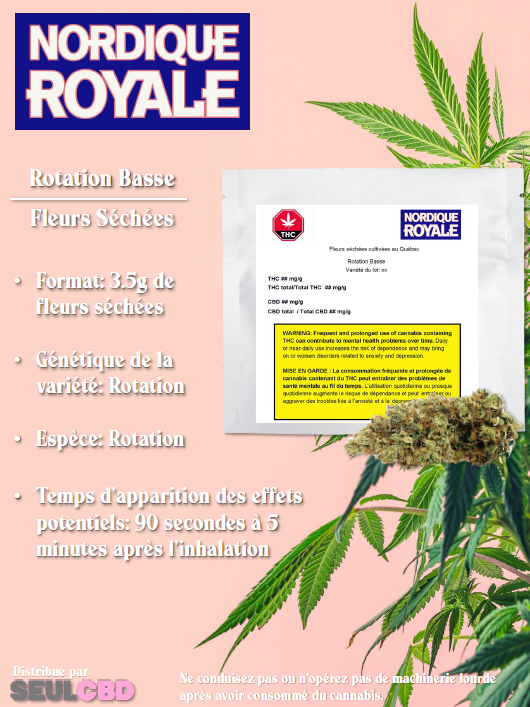 NORDIQUE
ROYALE
Rotation Basse
Fleurs Séchées
• Format: 3.5g de
fleurs séchées
• Génétique de la
variété: Rotation
• Espèce: Rotation
• Temps d'apparition des effets
potentiels: 90 secondes à 5
minutes après l'inhalation
THC
NORDIQUE
ROYALE
Fleurs séchées cultivées au Québec
Rotation Basse
Variété du lot: xx
THC ## mg/g
THC total/Total THC ## mg/g
CBD ## mg/g
CBD total / Total CBD ## mg/g
WARNING: Frequent and prolonged use of cannabis containing
THC can contribute to mental health problems over time. Daily
or near-daily use increases the risk of dependence and may bring
on or worsen disorders related to anxiety and depression.
MISE EN GARDE : La consommation fréquente et prolongée de
cannabis contenant du THC peut entraîner des problèmes de
santé mentale au fil du temps. L'utilisation quotidienne ou presque
quotidienne augmente le risque de dépendance et peut entraîner ou
aggraver des troubles liés à l'anxiété et à la
Distribué par
SEULCBD
Ne conduisez pas ou n'opérez pas de machinerie lourde
après avoir consommé du cannabis.